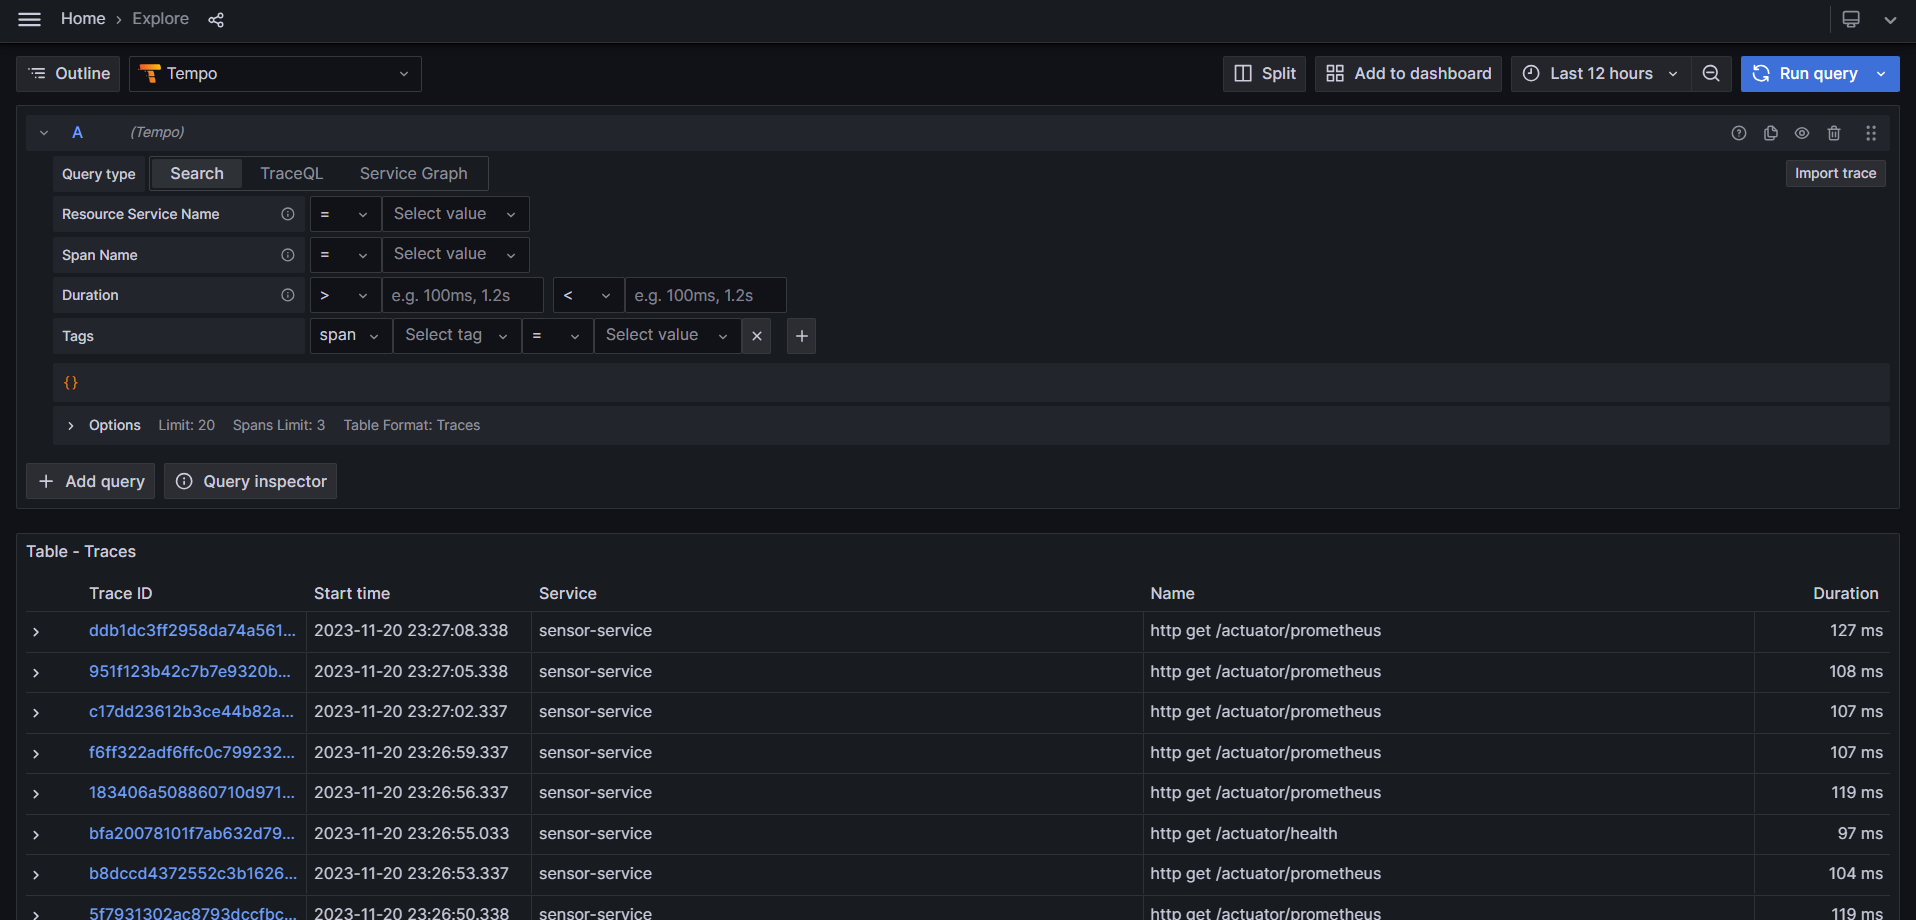 Home › Explore
Outline Tempo Split Add to dashboard Last 12 hours Run query
A (Tempo)
Query type Search TraceQL Service Graph Import trace
Resource Service Name = Select value
Span Name = Select value
Duration > e.g. 100ms, 1.2s < e.g. 100ms, 1.2s
Tags span Select tag = Select value × +
{}
Options Limit: 20 Spans Limit: 3 Table Format: Traces
+ Add query Query inspector
Table - Traces
Trace ID Start time Service Name Duration
ddb1dc3ff2958da74a561... 2023-11-20 23:27:08.338 sensor-service http get /actuator/prometheus 127 ms
951f123b42c7b7e9320b... 2023-11-20 23:27:05.338 sensor-service http get /actuator/prometheus 108 ms
c17dd23612b3ce44b82a... 2023-11-20 23:27:02.337 sensor-service http get /actuator/prometheus 107 ms
f6ff322adf6ffc0c799232... 2023-11-20 23:26:59.337 sensor-service http get /actuator/prometheus 107 ms
183406a508860710d971... 2023-11-20 23:26:56.337 sensor-service http get /actuator/prometheus 119 ms
bfa20078101f7ab632d79... 2023-11-20 23:26:55.033 sensor-service http get /actuator/health 97 ms
b8dccd4372552c3b1626... 2023-11-20 23:26:53.337 sensor-service http get /actuator/prometheus 104 ms
5f7931302ac8793dccfbc... 2023-11-20 23:26:50.338 sensor-service http get /actuator/prometheus 119 ms